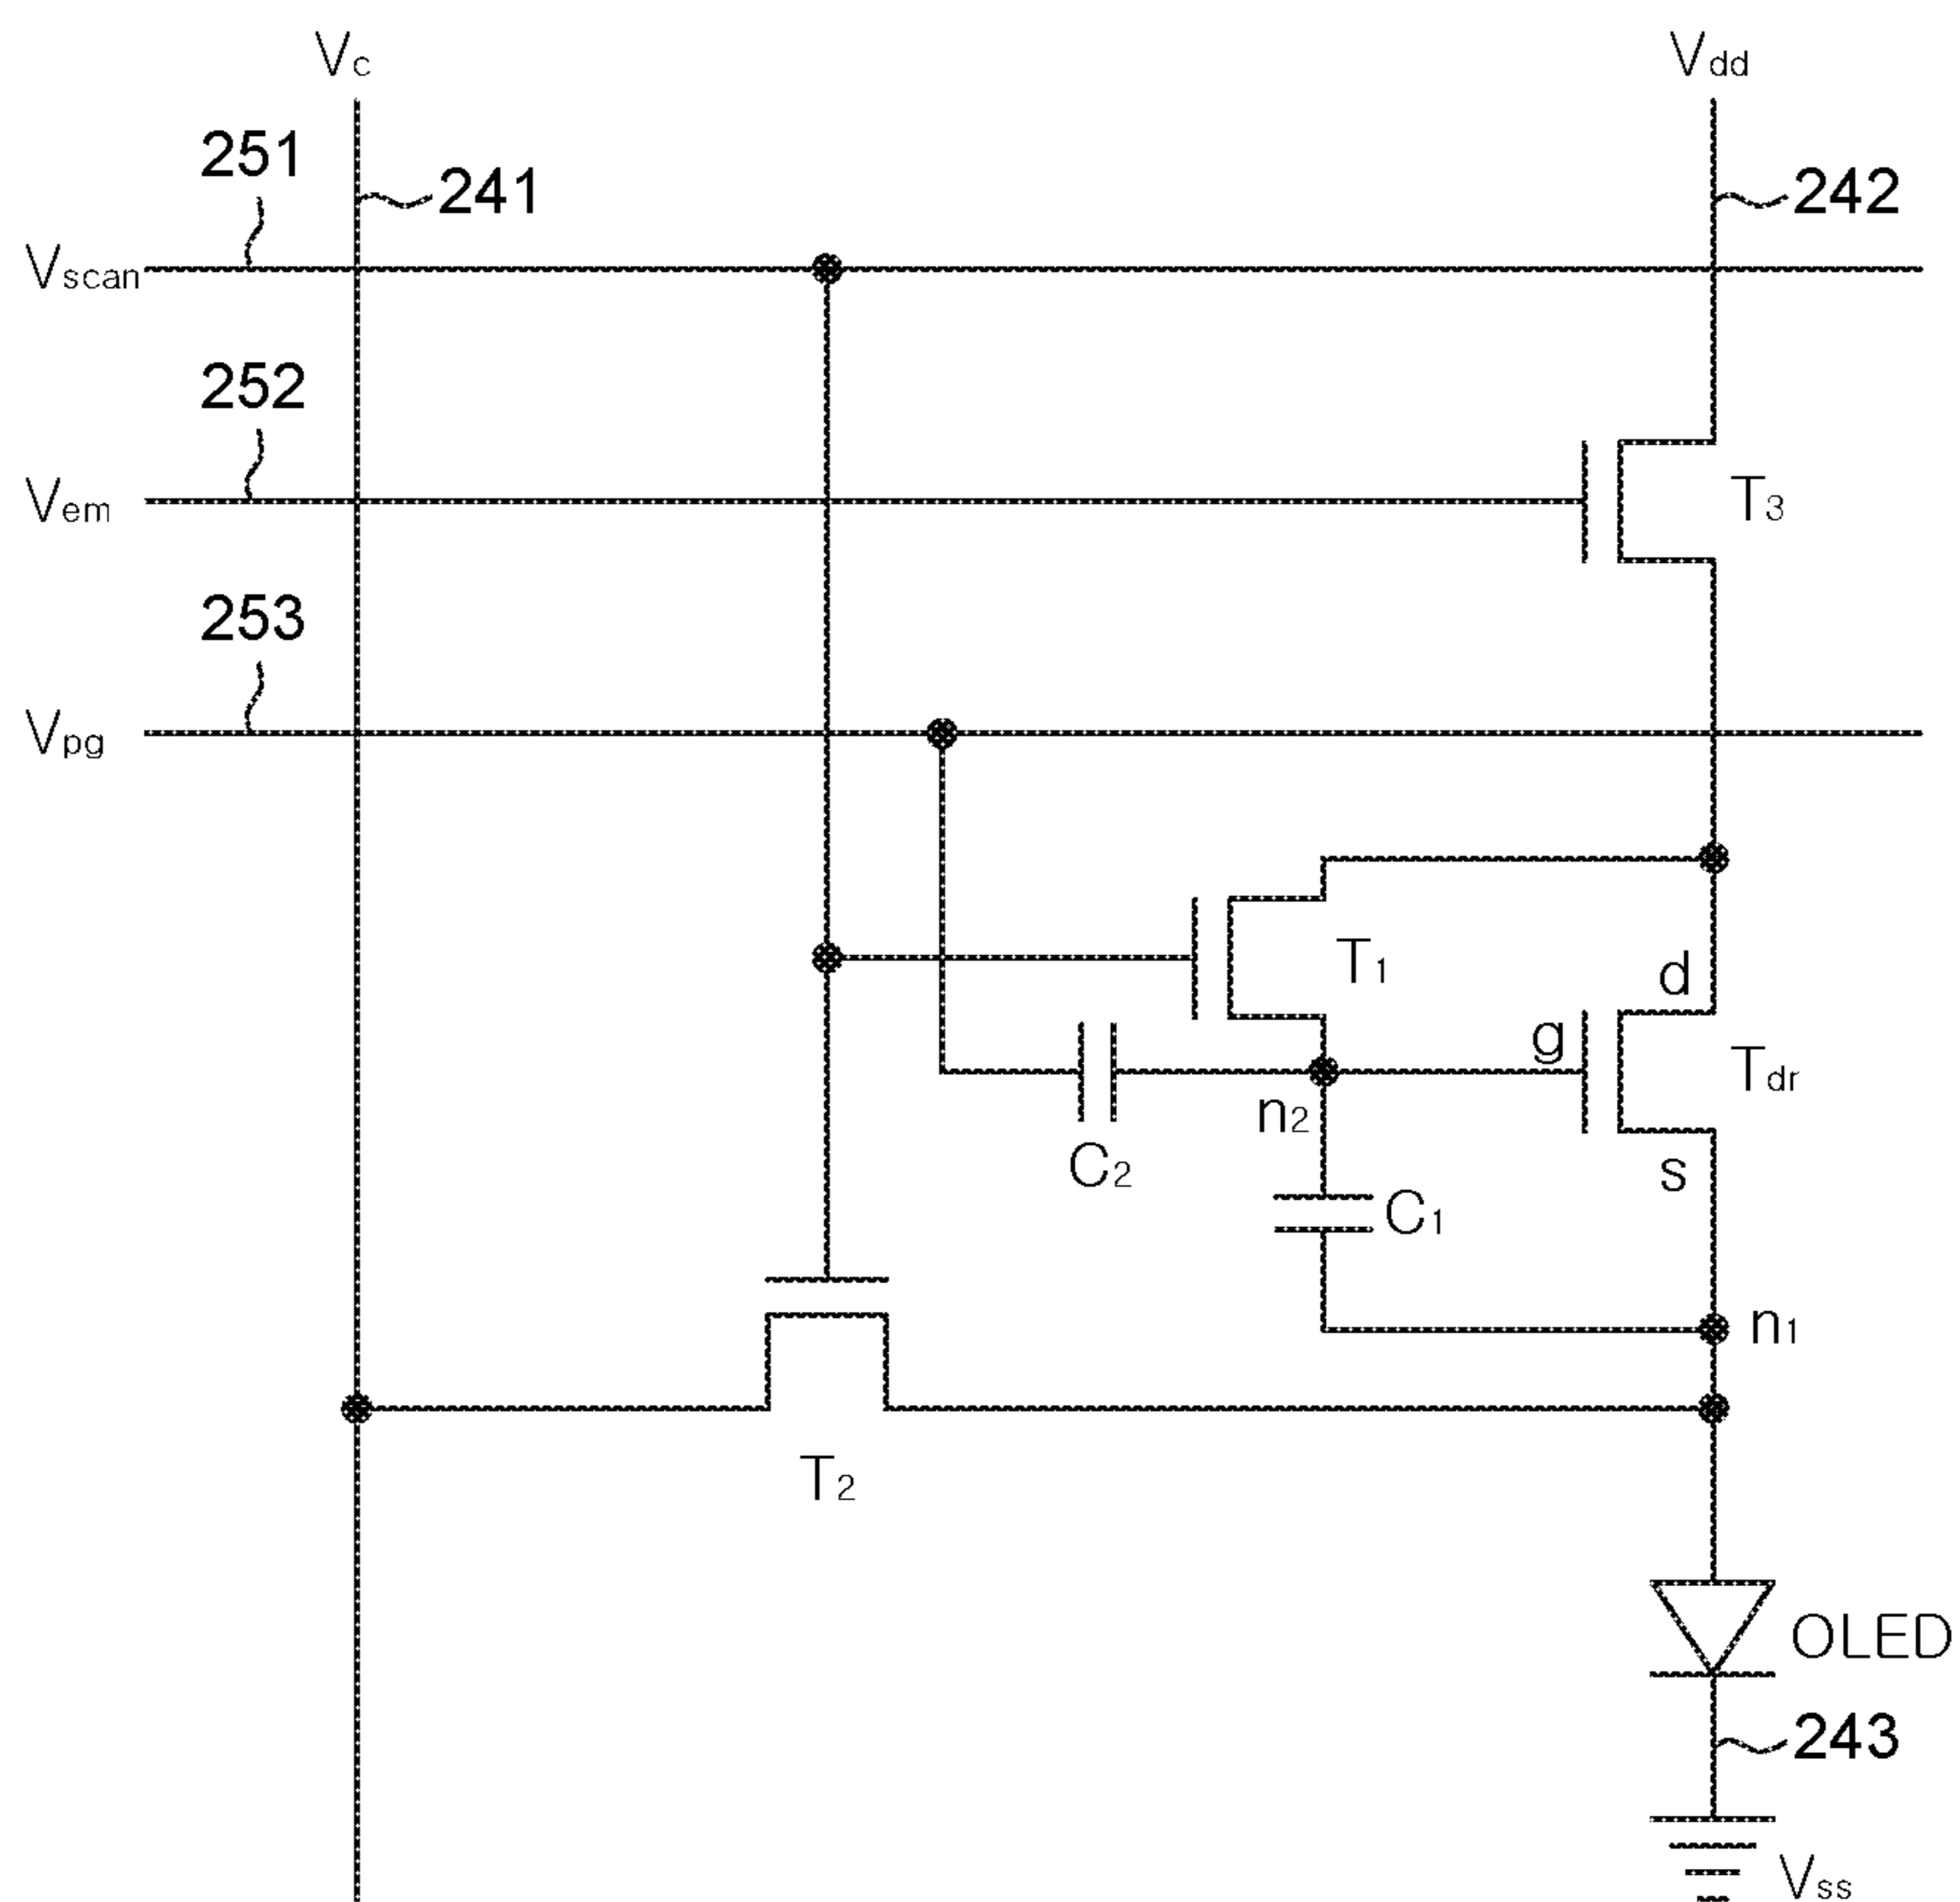 Vc
Vdd
251
241
242
Vscan
252
Vem
T3
253
Vpg
T1
d
g
Tdr
n2
C2
s
C1
n1
T2
OLED
243
Vss